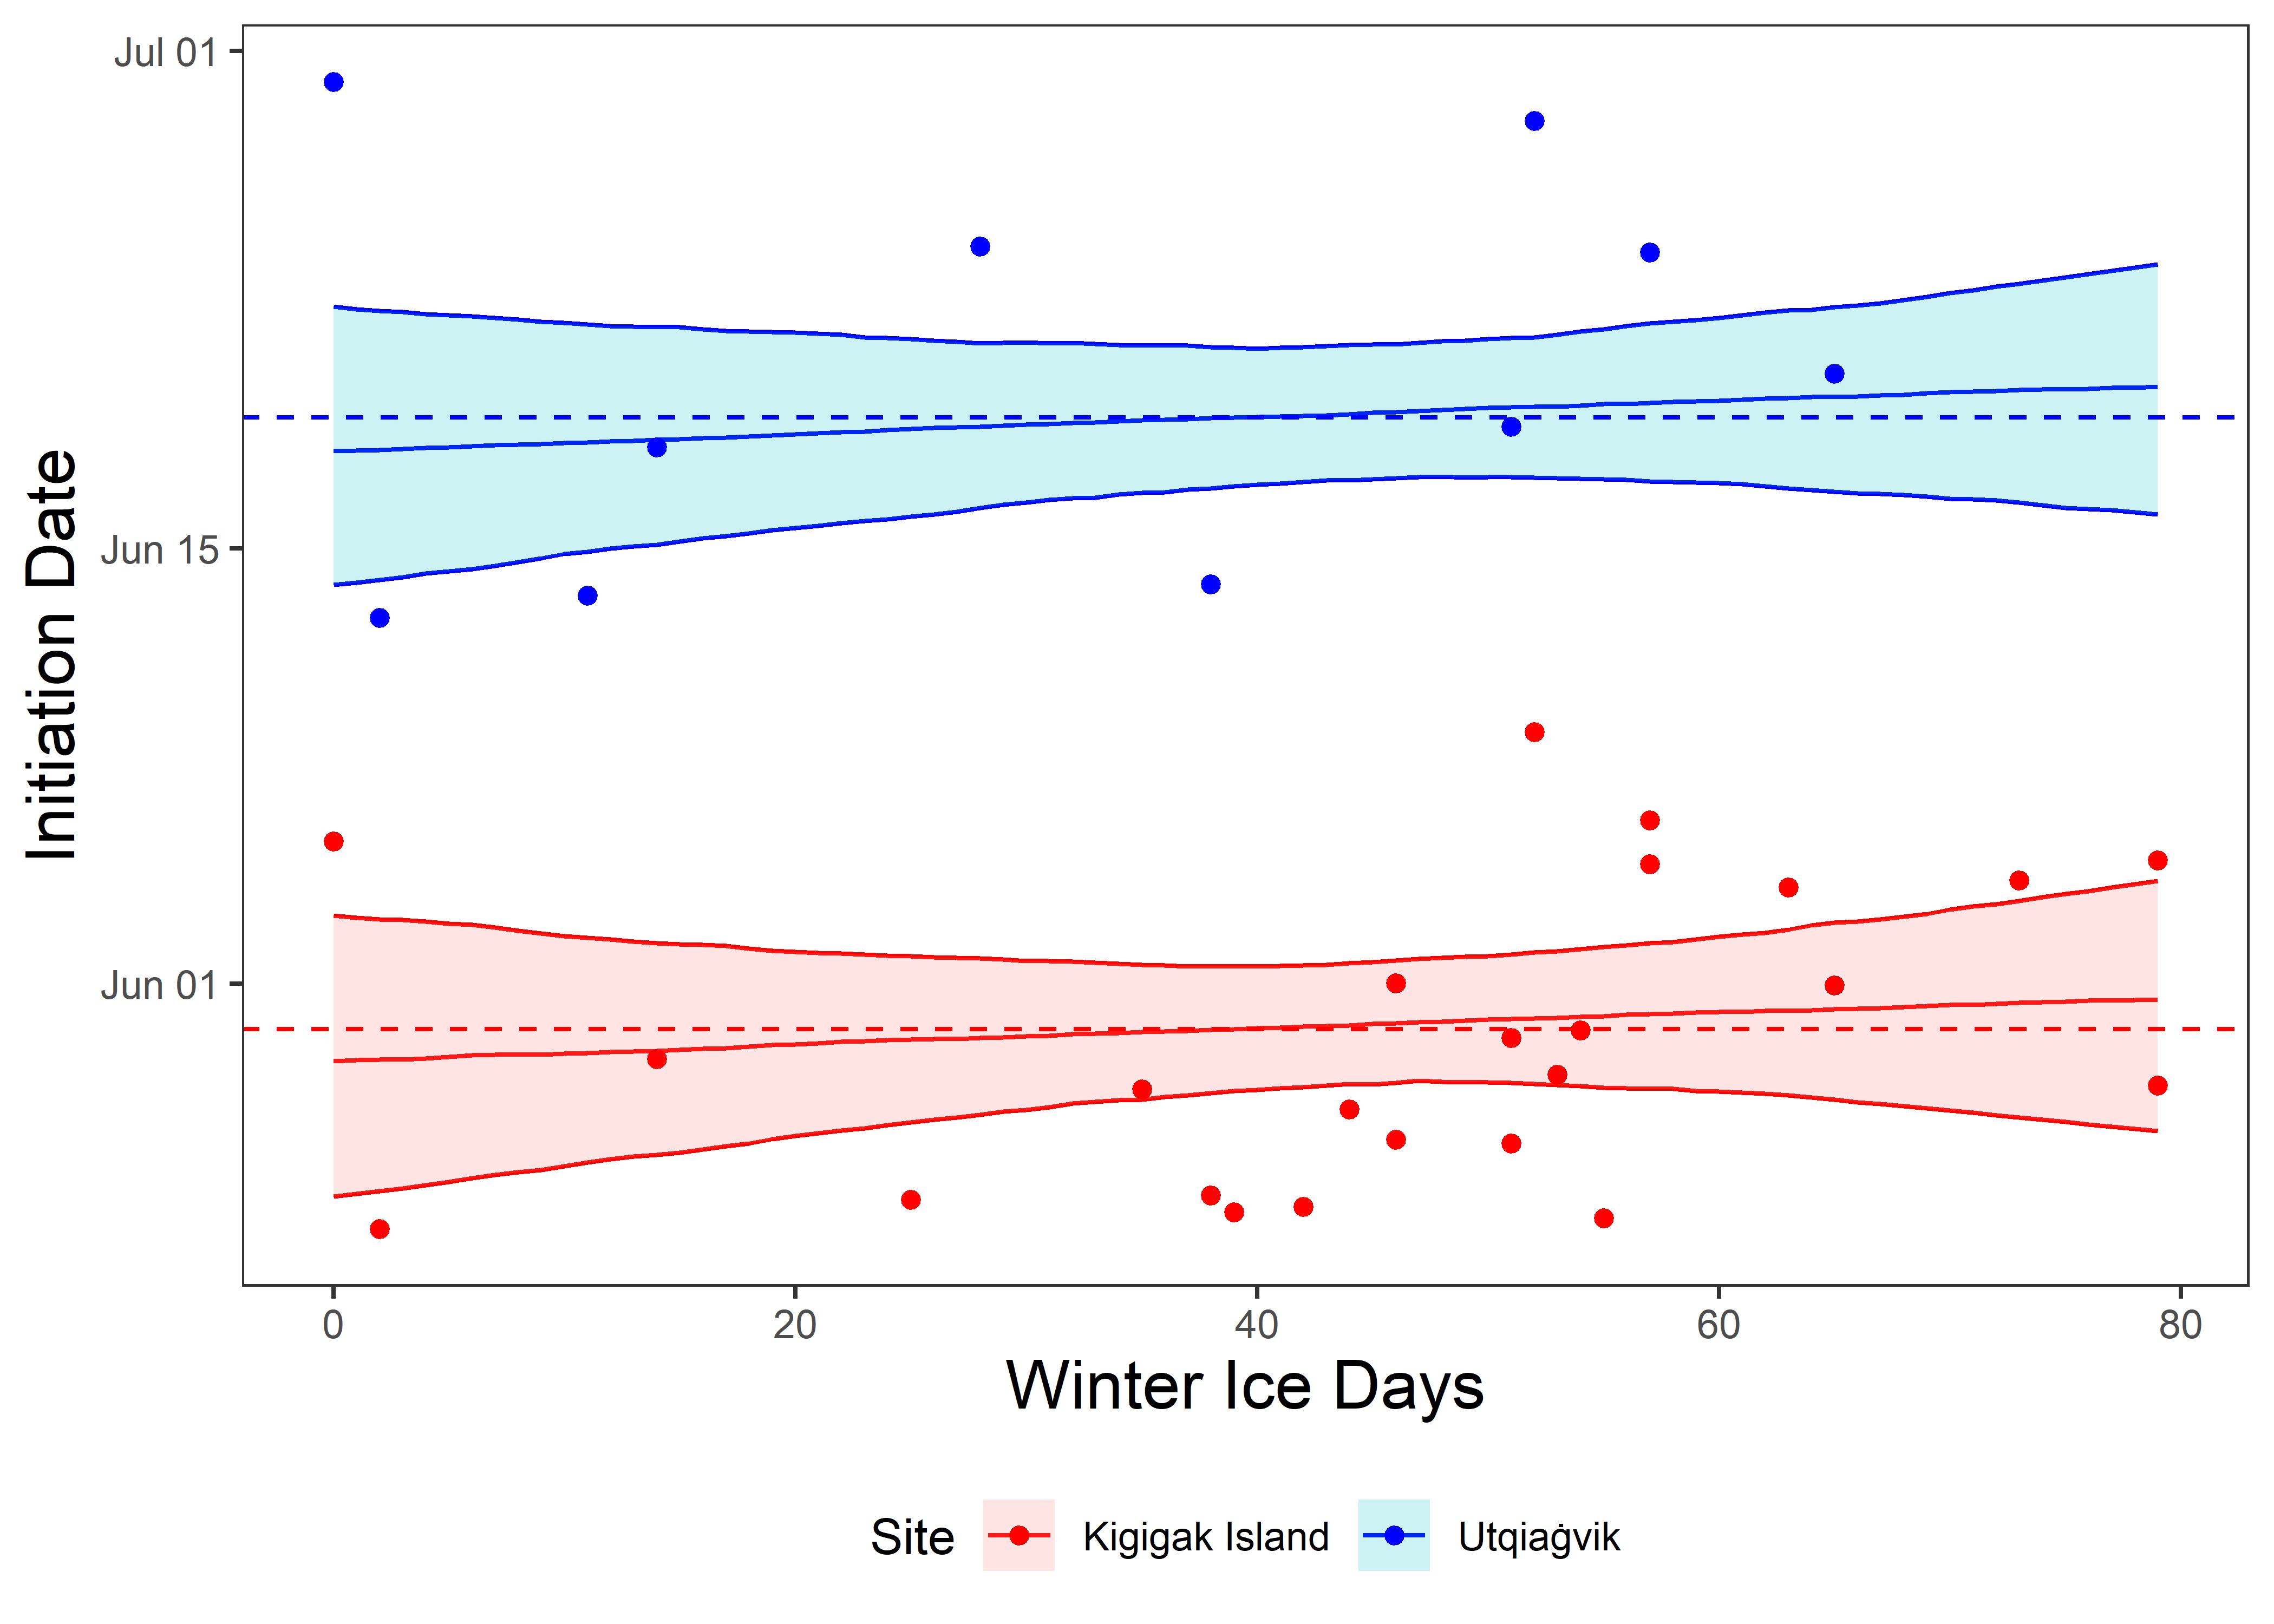 Initiation Date
Jul 01
Jun 15
Jun 01
0 20 40 60 80
Winter Ice Days
Site Kigigak Island Utqiaġvik